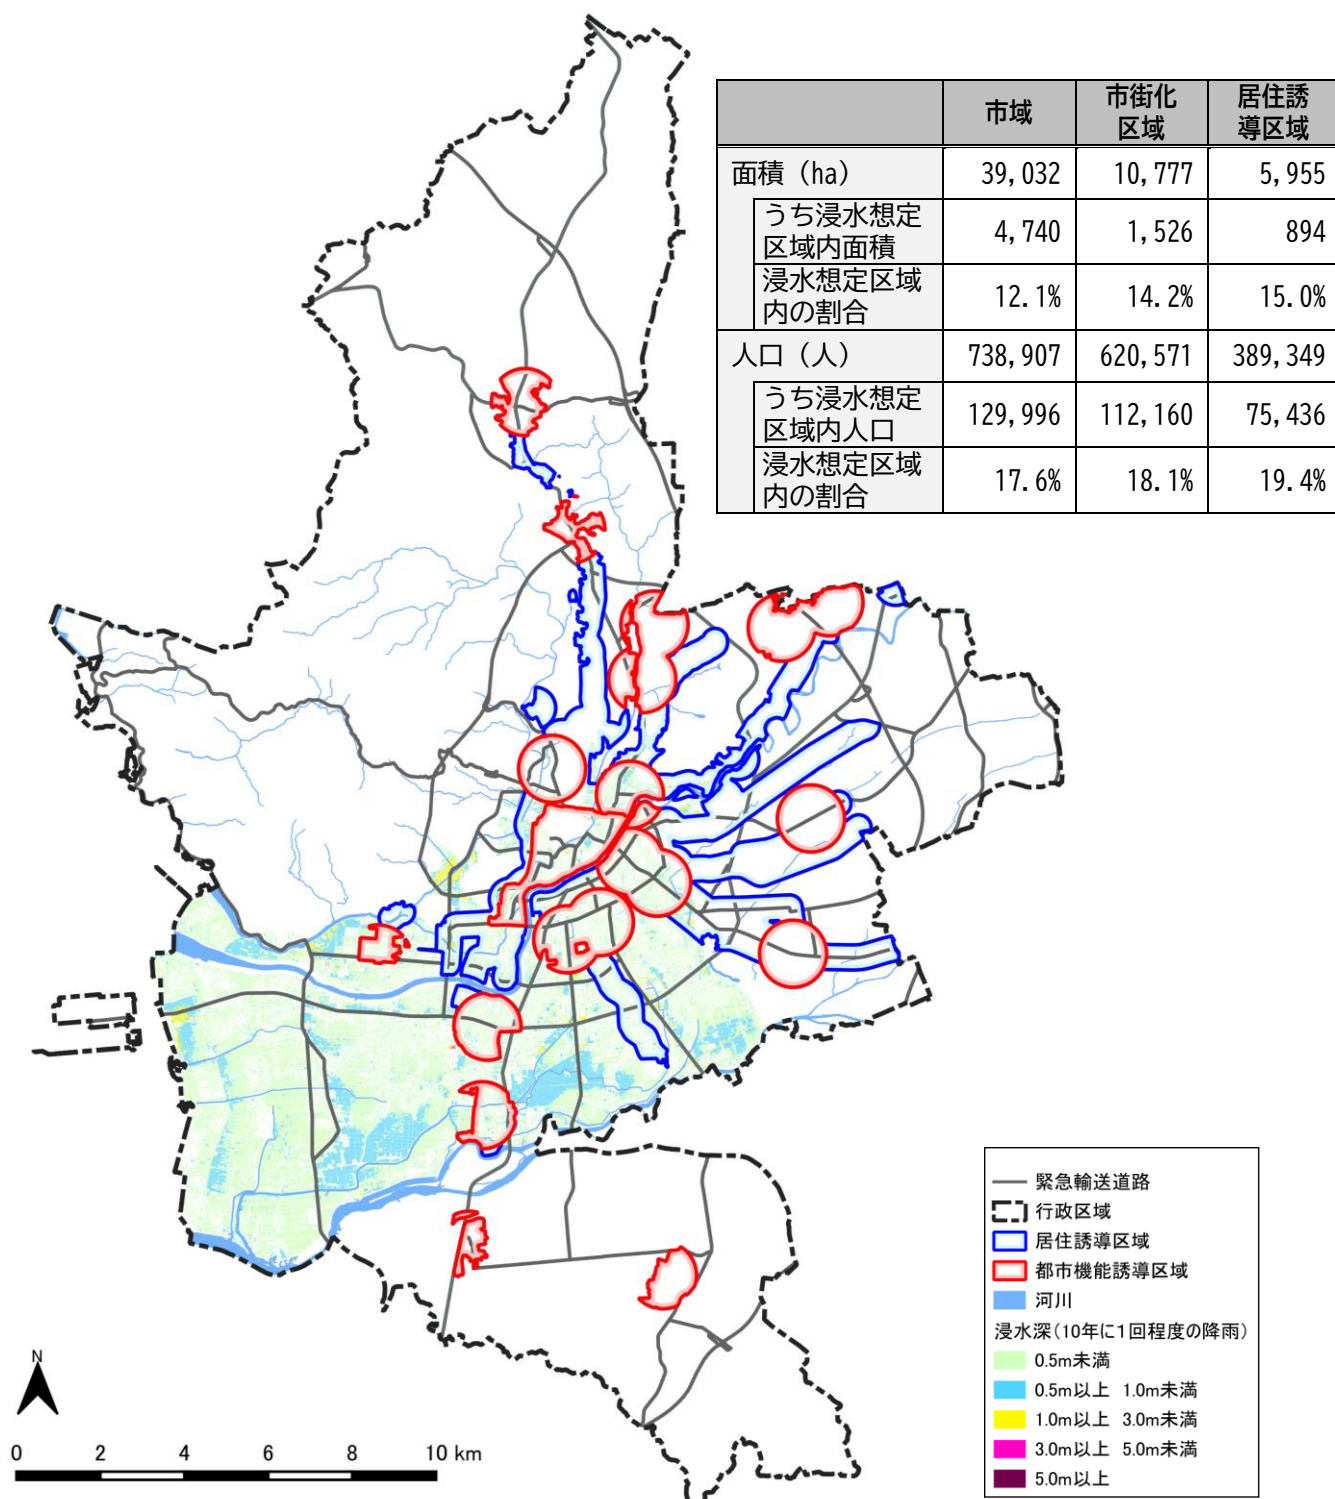 市域 市街化区域 居住誘導区域
面積（ha） 39,032 10,777 5,955
うち浸水想定区域内面積 4,740 1,526 894
浸水想定区域内の割合 12.1% 14.2% 15.0%
人口（人） 738,907 620,571 389,349
うち浸水想定区域内人口 129,996 112,160 75,436
浸水想定区域内の割合 17.6% 18.1% 19.4%
緊急輸送道路
行政区域
居住誘導区域
都市機能誘導区域
河川
浸水深(10年に1回程度の降雨)
0.5m未満
0.5m以上 1.0m未満
1.0m以上 3.0m未満
3.0m以上 5.0m未満
5.0m以上
N
0 2 4 6 8 10 km